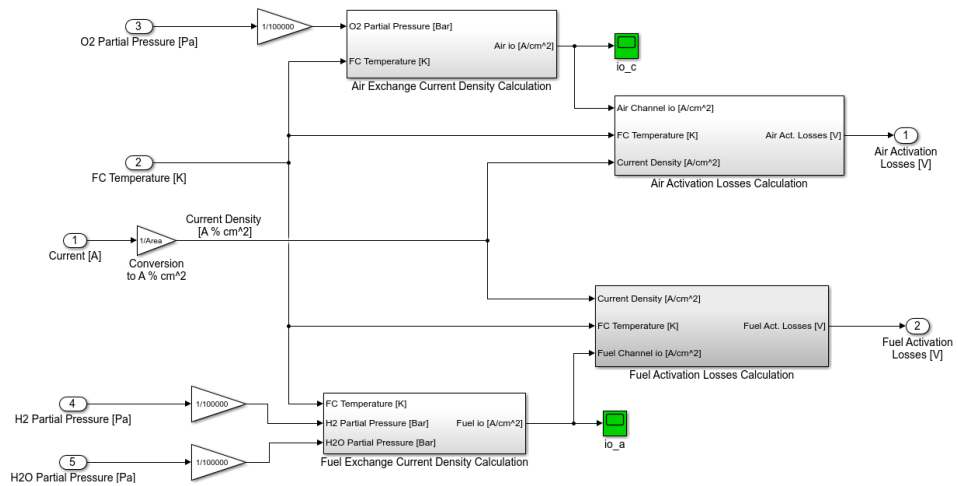 3
O2 Partial Pressure [Pa]
1/100000
O2 Partial Pressure [Bar]
Air io [A/cm^2]
FC Temperature [K]
Air Exchange Current Density Calculation
io_c
Air Channel io [A/cm^2]
FC Temperature [K]
Air Act. Losses [V]
Current Density [A/cm^2]
Air Activation Losses Calculation
1
Air Activation
Losses [V]
2
FC Temperature [K]
1
Current [A]
1/Area
Conversion
to A % cm^2
Current Density
[A % cm^2]
Current Density [A/cm^2]
FC Temperature [K]
Fuel Act. Losses [V]
Fuel Channel io [A/cm^2]
Fuel Activation Losses Calculation
2
Fuel Activation
Losses [V]
4
H2 Partial Pressure [Pa]
1/100000
5
H2O Partial Pressure [Pa]
1/100000
FC Temperature [K]
H2 Partial Pressure [Bar]
Fuel io [A/cm^2]
H2O Partial Pressure [Bar]
Fuel Exchange Current Density Calculation
io_a